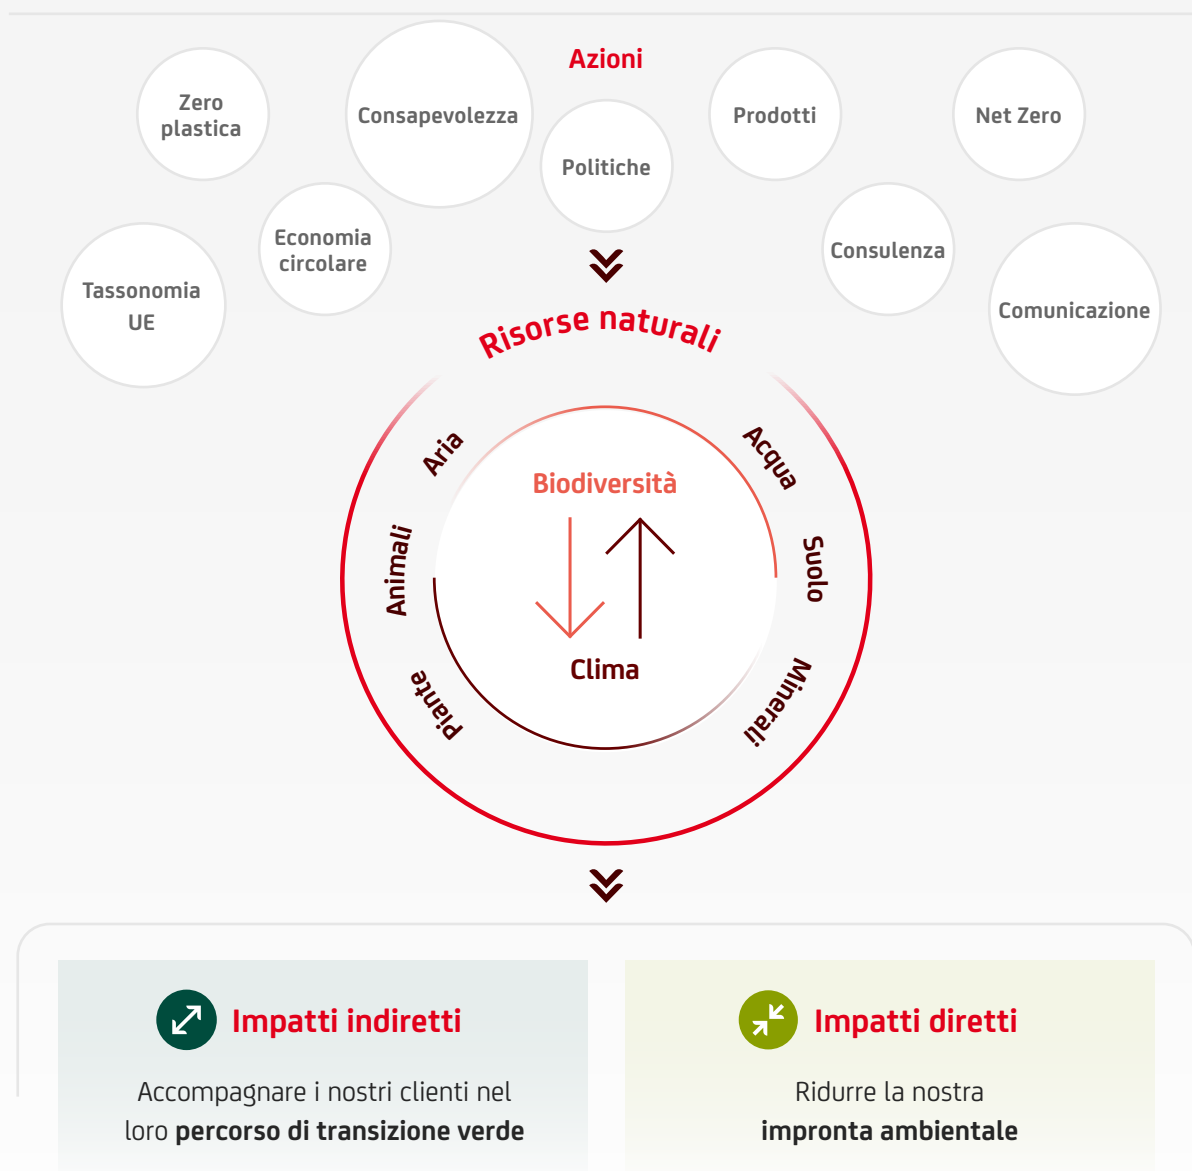 Azioni
Zero
plastica
Consapevolezza
Politiche
Prodotti
Net Zero
Tassonomia
UE
Economia
circolare
Consulenza
Comunicazione
Risorse naturali
Aria
Animali
Piante
Acqua
Suolo
Minerali
Biodiversità
Clima
Impatti indiretti
Accompagnare i nostri clienti nel
loro percorso di transizione verde
Impatti diretti
Ridurre la nostra
impronta ambientale